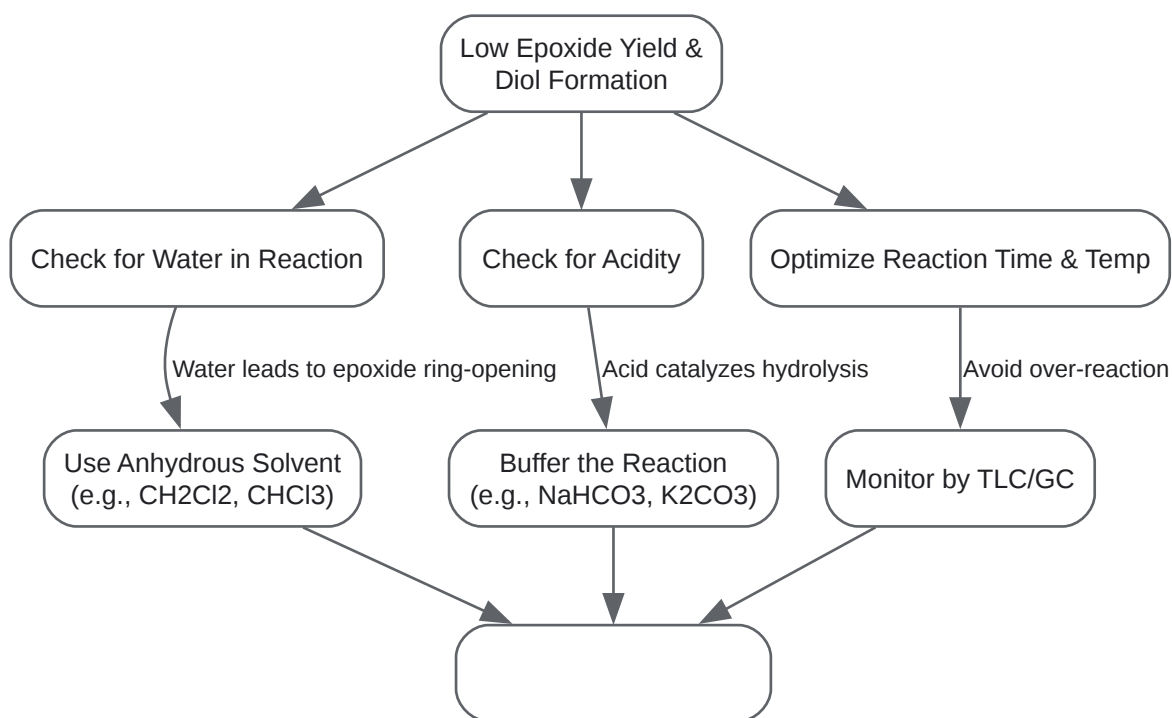 Low Epoxide Yield &
Diol Formation
Check for Water in Reaction
Check for Acidity
Optimize Reaction Time & Temp
Water leads to epoxide ring-opening
Acid catalyzes hydrolysis
Avoid over-reaction
Use Anhydrous Solvent
(e.g., CH2Cl2, CHCl3)
Buffer the Reaction
(e.g., NaHCO3, K2CO3)
Monitor by TLC/GC